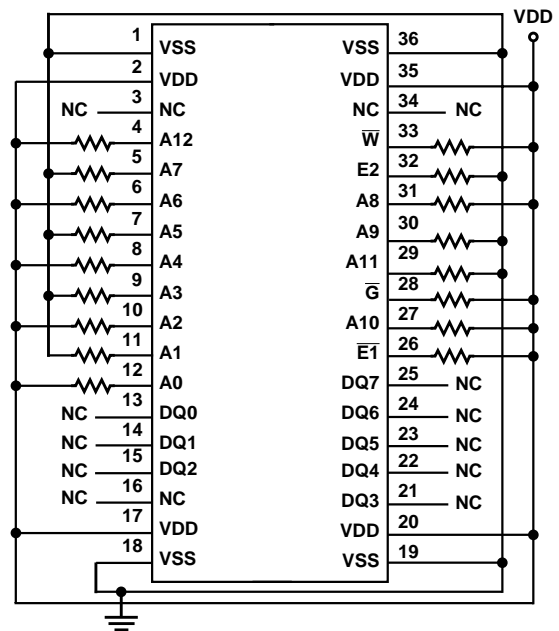 VDD
1 VSS VSS 36
2 VDD VDD 35
NC 3 NC NC 34 NC
4 A12 W̅ 33
5 A7 E2 32
6 A6 A8 31
7 A5 A9 30
8 A4 A11 29
9 A3 G̅ 28
10 A2 A10 27
11 A1 E̅1̅ 26
12 A0 DQ7 25 NC
NC 13 DQ0 DQ6 24 NC
NC 14 DQ1 DQ5 23 NC
NC 15 DQ2 DQ4 22 NC
NC 16 NC DQ3 21 NC
17 VDD VDD 20
18 VSS VSS 19